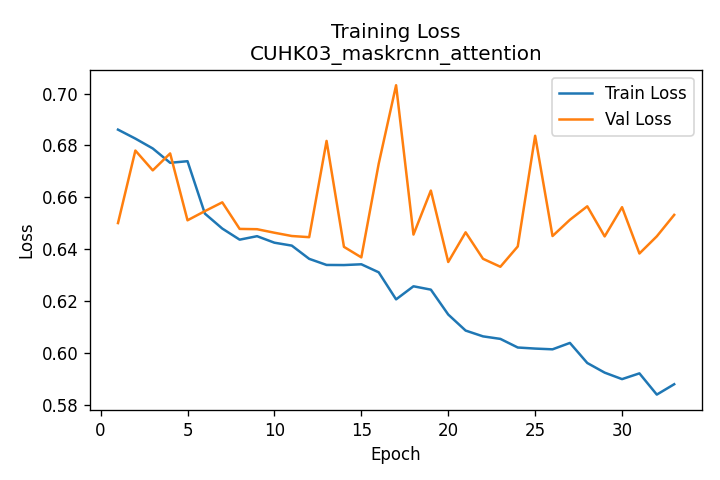 Training Loss
CUHK03_maskrcnn_attention
Train Loss
Val Loss
Loss
0.70
0.68
0.66
0.64
0.62
0.60
0.58
0 5 10 15 20 25 30
Epoch